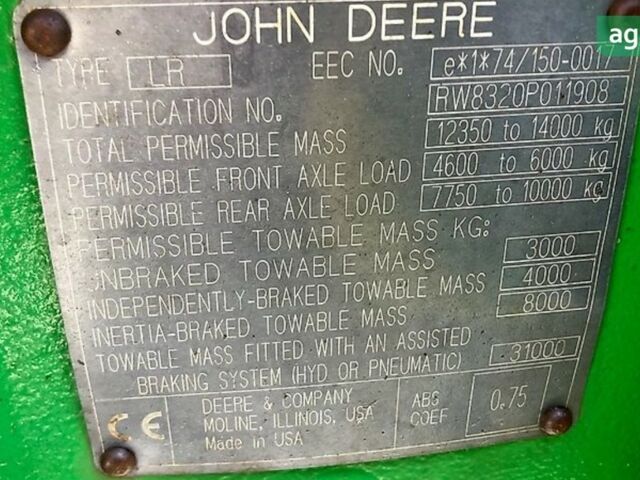 JOHN DEERE
ag
TYPE LR EEC NO. e*1*74/150-0017
IDENTIFICATION NO. RW8320P011908
TOTAL PERMISSIBLE MASS 12350 to 14000 kg
PERMISSIBLE FRONT AXLE LOAD 4600 to 6000 kg
PERMISSIBLE REAR AXLE LOAD 7750 to 10000 kg
PERMISSIBLE TOWABLE MASS KG:
UNBRAKED TOWABLE MASS 3000
INDEPENDENTLY-BRAKED TOWABLE MASS 4000
INERTIA-BRAKED TOWABLE MASS 8000
TOWABLE MASS FITTED WITH AN ASSISTED
BRAKING SYSTEM (HYD OR PNEUMATIC) 31000
CE
DEERE & COMPANY
MOLINE, ILLINOIS, USA
Made in USA
ABS
COEF
0.75